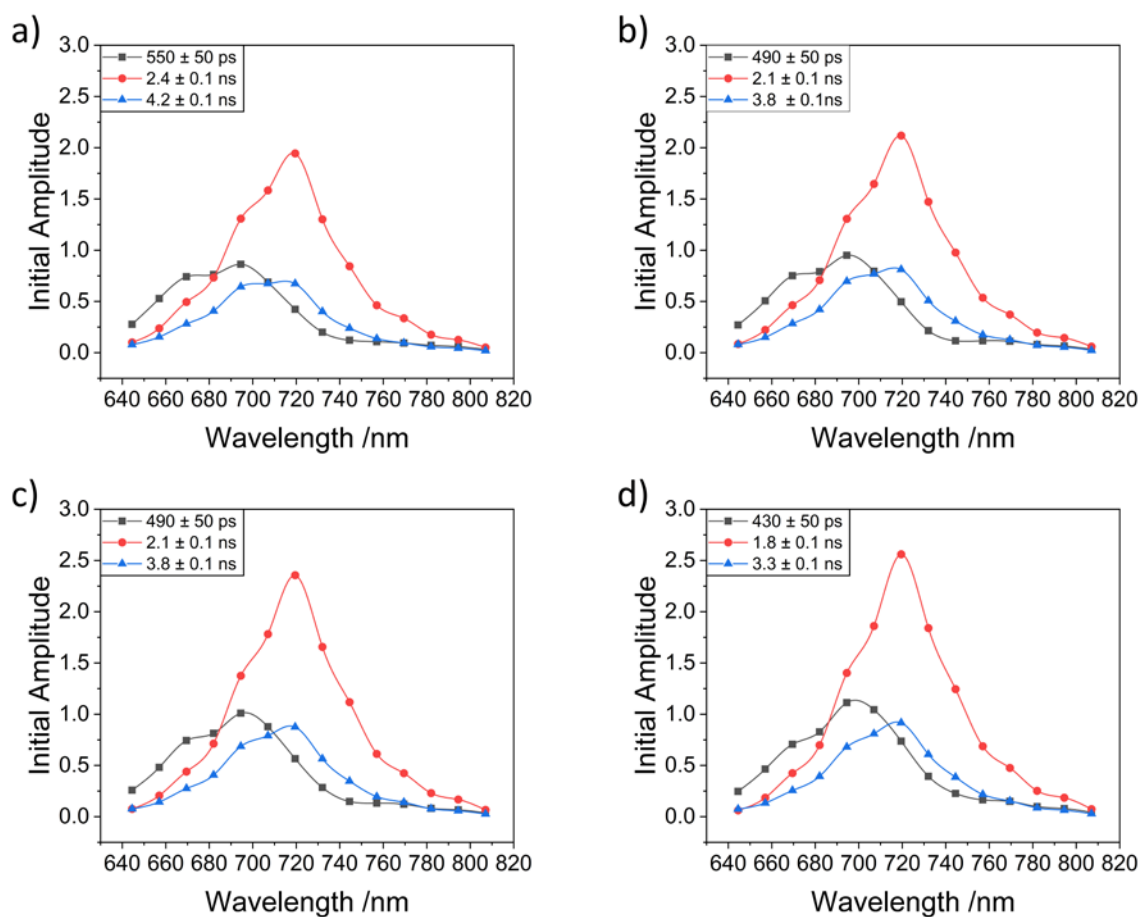 a)
3.0
2.5
2.0
1.5
1.0
0.5
0.0
Initial Amplitude
550 ± 50 ps
2.4 ± 0.1 ns
4.2 ± 0.1 ns
640 660 680 700 720 740 760 780 800 820
Wavelength /nm
b)
3.0
2.5
2.0
1.5
1.0
0.5
0.0
Initial Amplitude
490 ± 50 ps
2.1 ± 0.1 ns
3.8 ± 0.1ns
640 660 680 700 720 740 760 780 800 820
Wavelength /nm
c)
3.0
2.5
2.0
1.5
1.0
0.5
0.0
Initial Amplitude
490 ± 50 ps
2.1 ± 0.1 ns
3.8 ± 0.1 ns
640 660 680 700 720 740 760 780 800 820
Wavelength /nm
d)
3.0
2.5
2.0
1.5
1.0
0.5
0.0
Initial Amplitude
430 ± 50 ps
1.8 ± 0.1 ns
3.3 ± 0.1 ns
640 660 680 700 720 740 760 780 800 820
Wavelength /nm